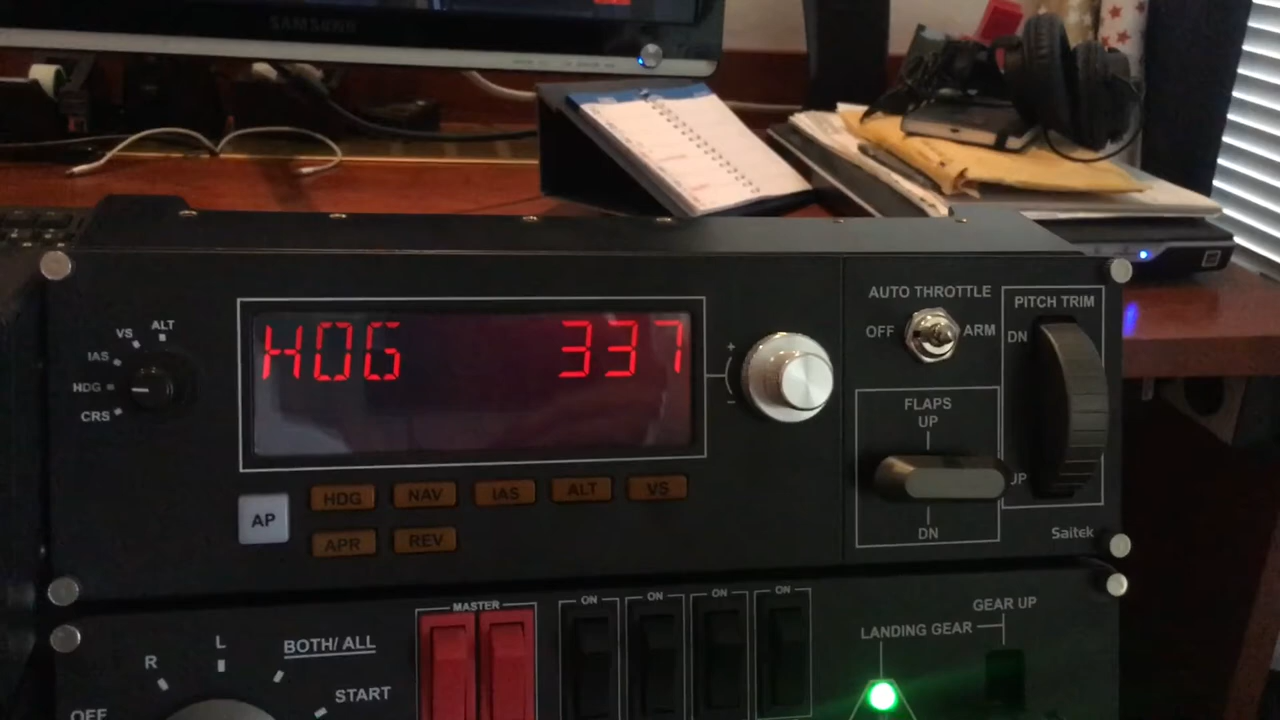 SAMSUNG
AUTO THROTTLE
OFF
ARM
PITCH TRIM
DN
UP
ALT
VS
IAS
HDG
CRS
HDG 337
+
-
FLAPS
UP
DN
AP
HDG
NAV
IAS
ALT
VS
APR
REV
Saitek
MASTER
ON
ON
ON
ON
GEAR UP
LANDING GEAR
OFF
R
L
BOTH/ ALL
START